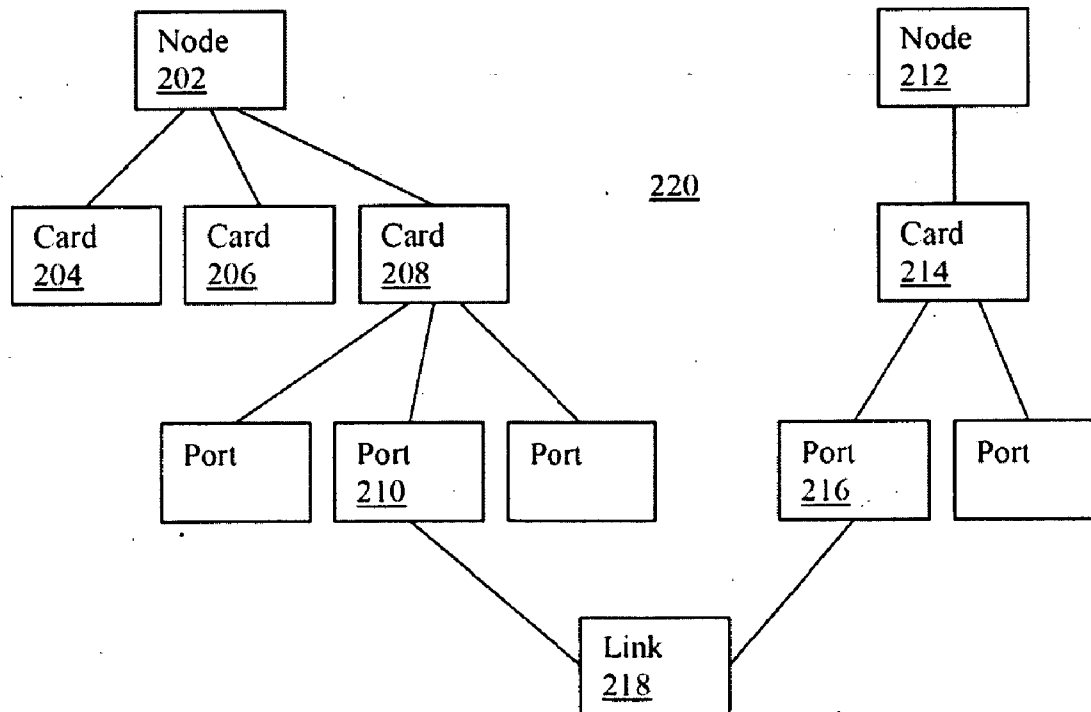 Node
202
Node
212
220
Card
204
Card
206
Card
208
Card
214
Port
Port
210
Port
Port
216
Port
Link
218